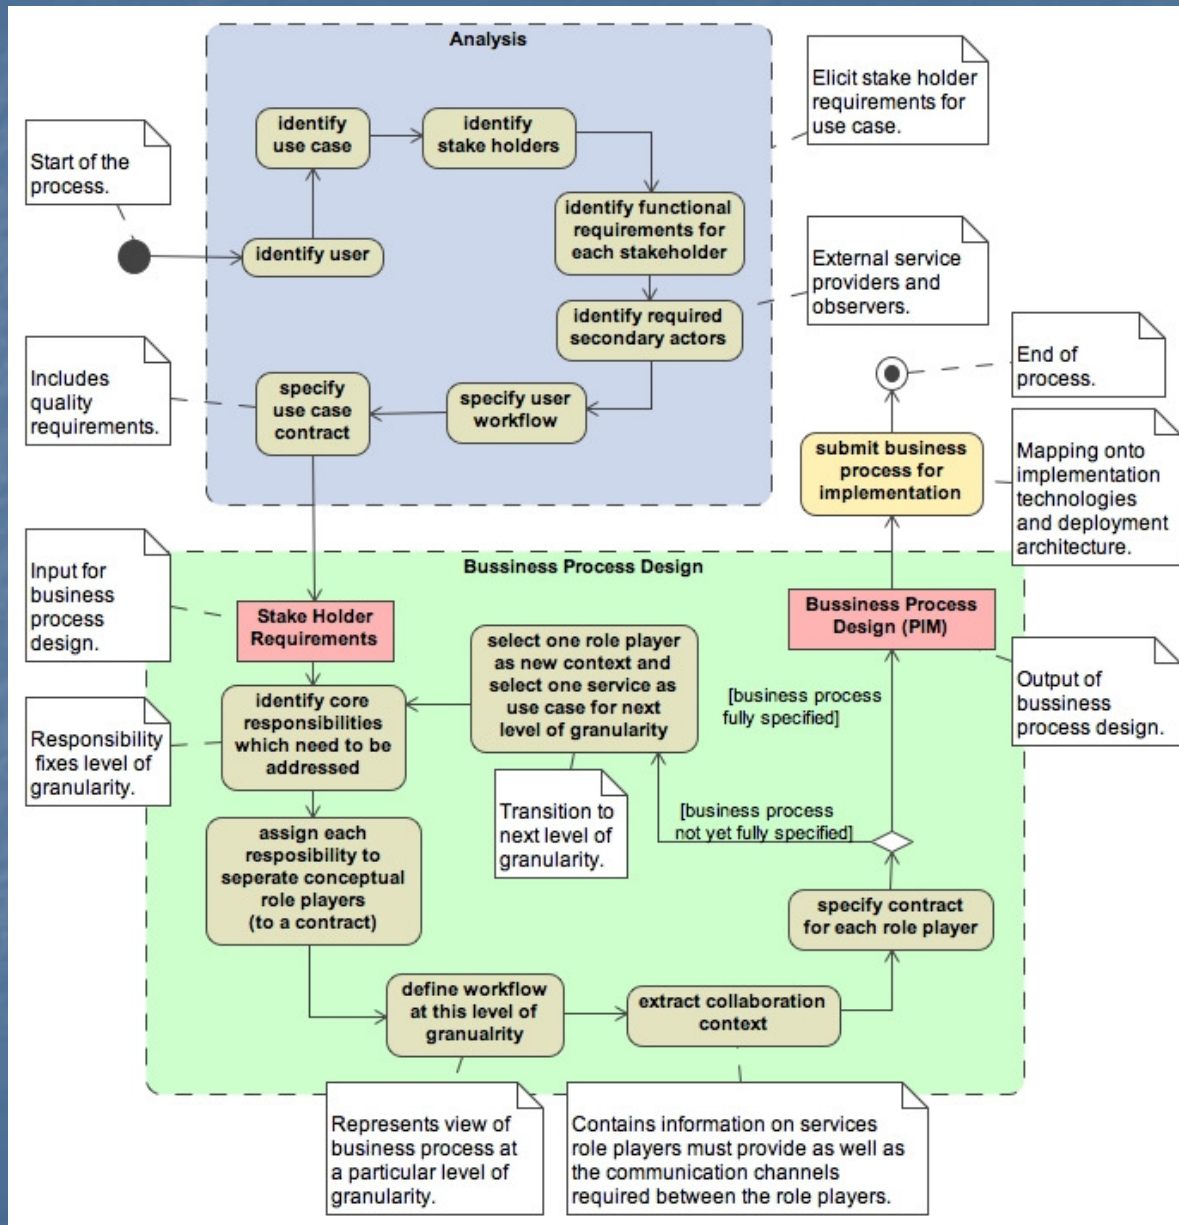 Analysis
Elicit stake holder
requirements for
use case.
identify
use case
identify
stake holders
Start of the
process.
identify functional
requirements for
each stakeholder
identify user
External service
providers and
observers.
identify required
secondary actors
End of
process.
Includes
quality
requirements.
specify
use case
contract
specify user
workflow
submit business
process for
implementation
Mapping onto
implementation
technologies
and deployment
architecture.
Bussiness Process Design
Input for
business
process
design.
Stake Holder
Requirements
select one role player
as new context and
select one service as
use case for next
level of granularity
Bussiness Process
Design (PIM)
[business process
fully specified]
Output of
bussiness
process design.
Responsibility
fixes level of
granularity.
identify core
responsibilities
which need to be
addressed
Transition to
next level of
granularity.
[business process
not yet fully specified]
assign each
resposibility to
seperate conceptual
role players
(to a contract)
specify contract
for each role player
define workflow
at this level of
granualrity
extract collaboration
context
Represents view of
business process at
a particular level of
granularity.
Contains information on services
role players must provide as well as
the communication channels
required between the role players.